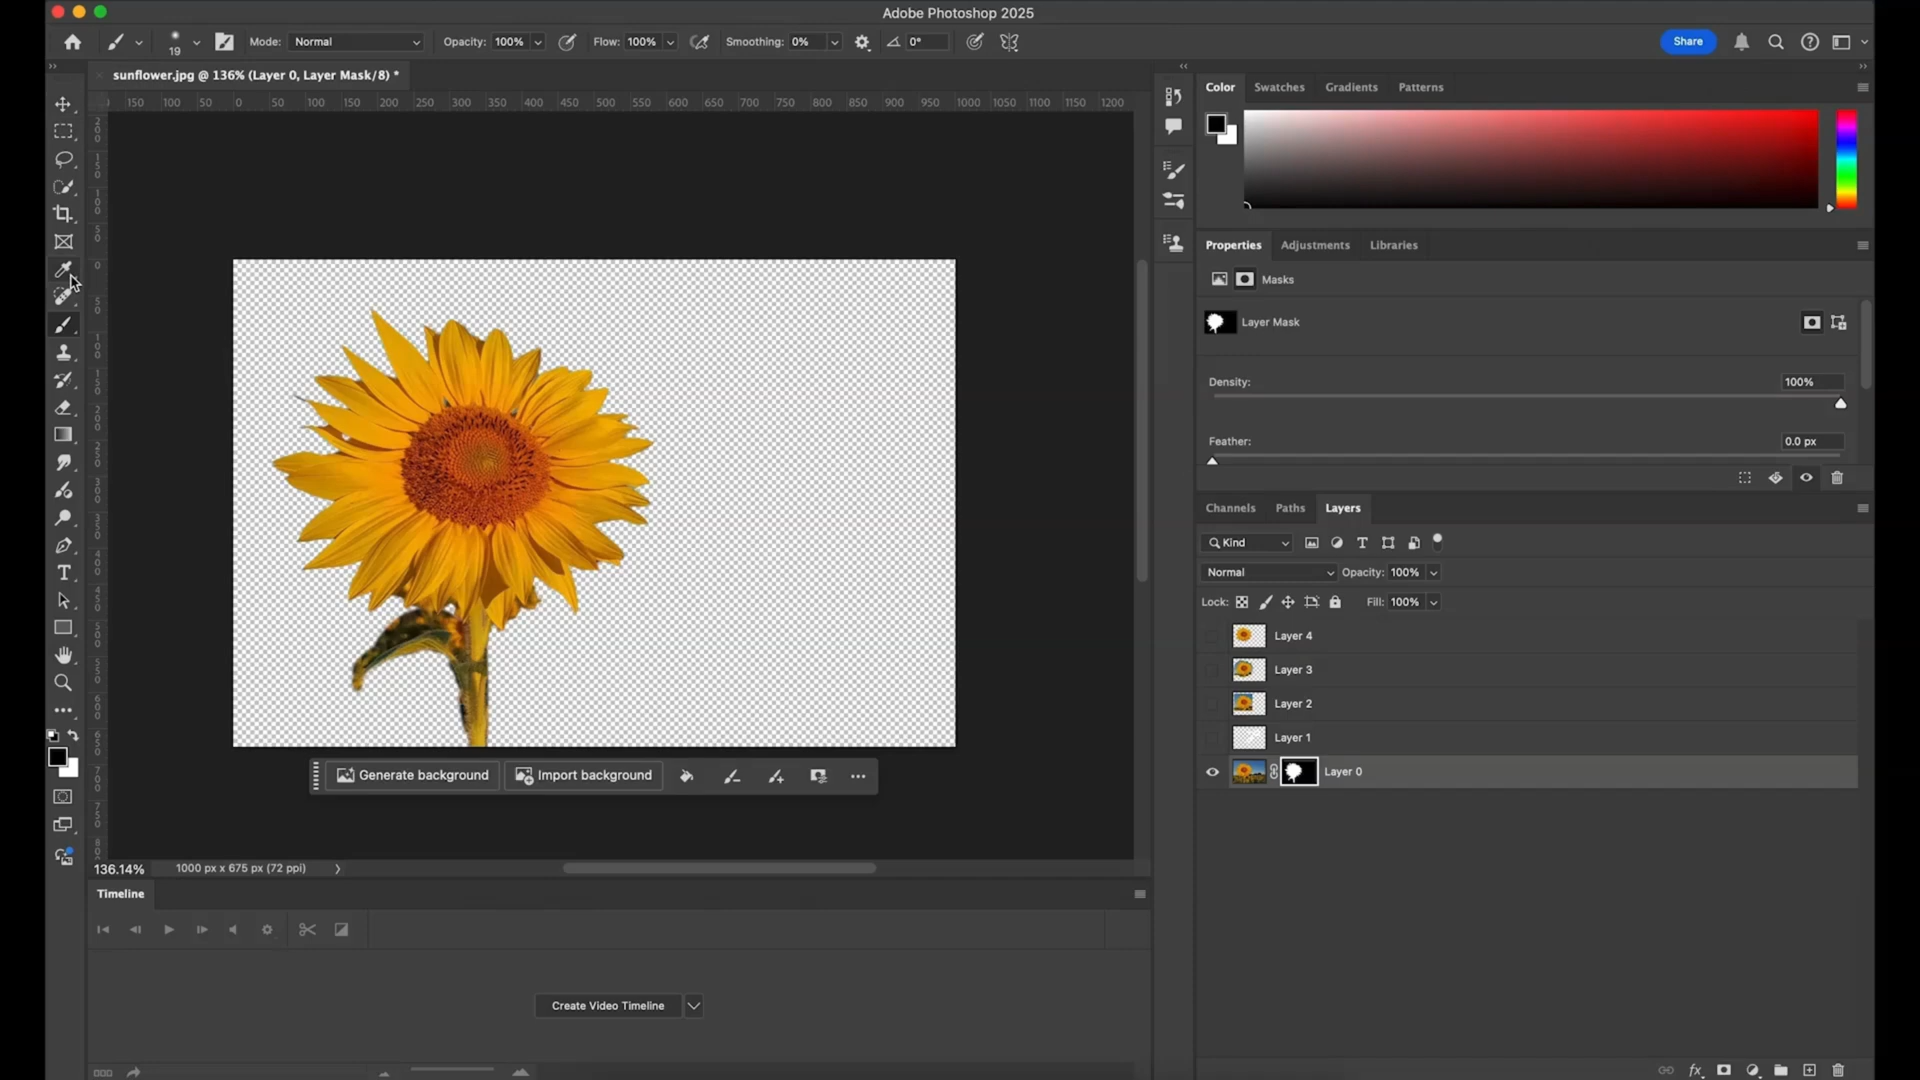 Adobe Photoshop 2025
19
Mode: Normal
Opacity: 100%
Flow: 100%
Smoothing: 0%
0°
Share
sunflower.jpg @ 136% (Layer 0, Layer Mask/8) *
150 100 50 0 50 100 150 200 250 300 350 400 450 500 550 600 650 700 750 800 850 900 950 1000 1050 1100 1150 1200
Color Swatches Gradients Patterns
Properties Adjustments Libraries
Masks
Layer Mask
Density: 100%
Feather: 0.0 px
Channels Paths Layers
Kind
Normal Opacity: 100%
Lock: Fill: 100%
Layer 4
Layer 3
Layer 2
Layer 1
Layer 0
Generate background Import background
136.14% 1000 px x 675 px (72 ppi)
Timeline
Create Video Timeline